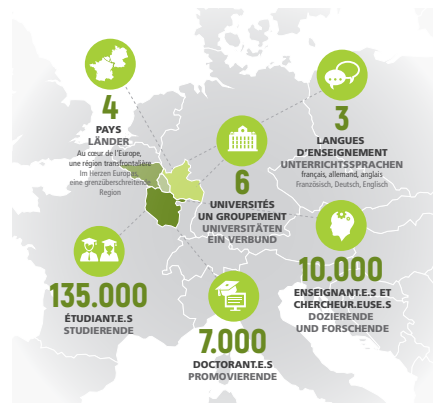 4
PAYS
LÄNDER
Au cœur de l'Europe,
une région transfrontalière
Im Herzen Europas,
eine grenzüberschreitende
Region
3
LANGUES
D'ENSEIGNEMENT
UNTERRICHTSSPRACHEN
français, allemand, anglais
Französisch, Deutsch, Englisch
6
UNIVERSITÉS
UN GROUPEMENT
UNIVERSITÄTEN
EIN VERBUND
135.000
ÉTUDIANT.E.S
STUDIERENDE
10.000
ENSEIGNANT.E.S ET
CHERCHEUR.EUSE.S
DOZIERENDE
UND FORSCHENDE
7.000
DOCTORANT.E.S
PROMOVIERENDE